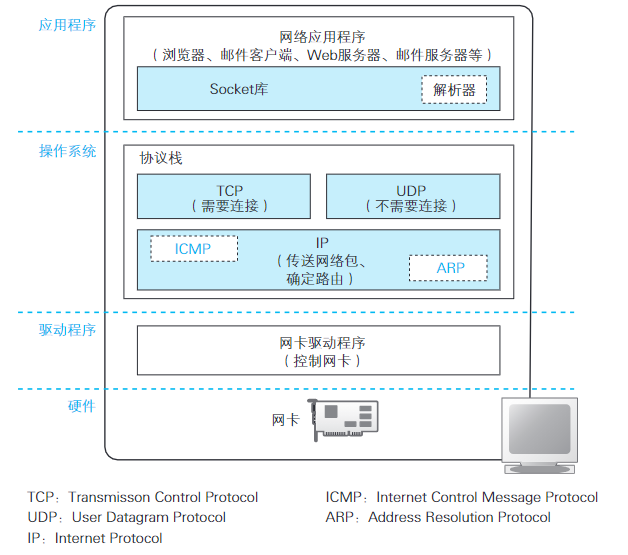 应用程序
网络应用程序
（浏览器、邮件客户端、Web服务器、邮件服务器等）
Socket库
解析器
操作系统
协议栈
TCP
（需要连接）
UDP
（不需要连接）
ICMP
IP
（传送网络包、
确定路由）
ARP
驱动程序
网卡驱动程序
（控制网卡）
硬件
网卡
TCP：Transmisson Control Protocol
UDP：User Datagram Protocol
IP：Internet Protocol
ICMP：Internet Control Message Protocol
ARP：Address Resolution Protocol